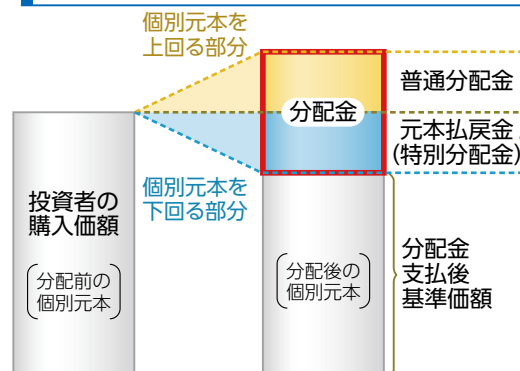 個別元本を
上回る部分
分配金
普通分配金
元本払戻金
(特別分配金)
個別元本を
下回る部分
投資者の
購入価額
(分配前の
個別元本)
(分配後の
個別元本)
分配金
支払後
基準価額